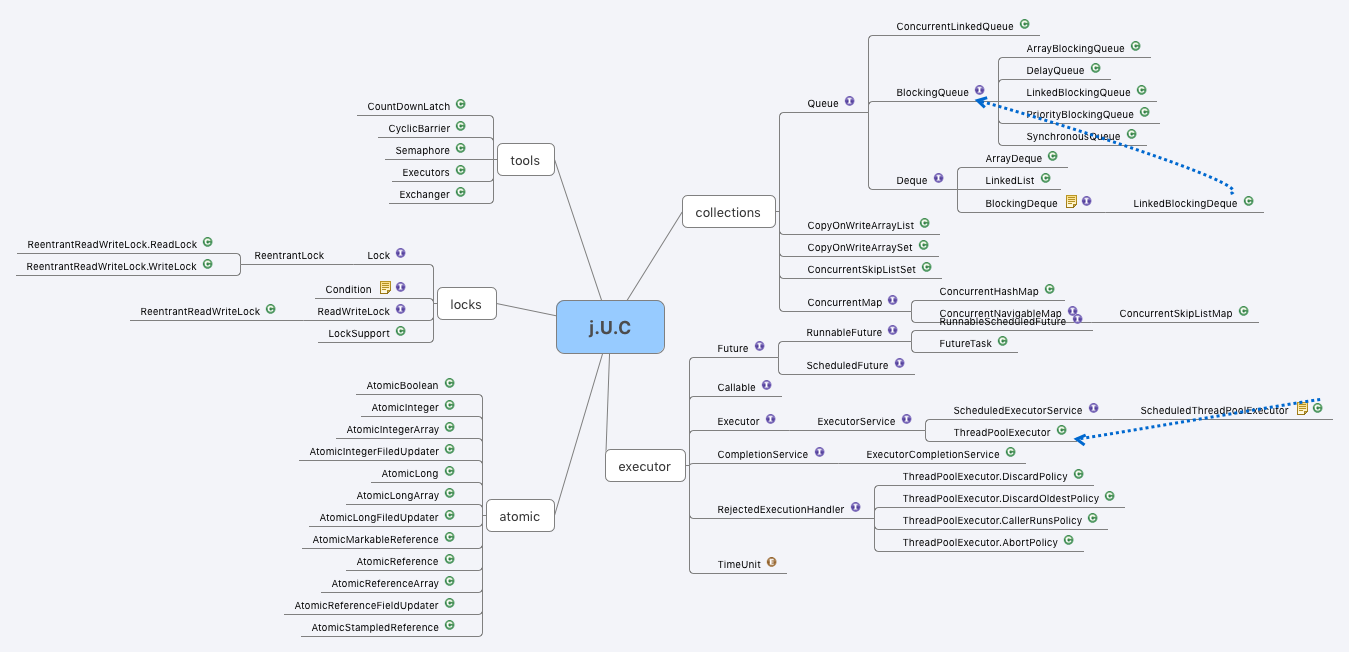 j.U.C
tools
CountDownLatch
CyclicBarrier
Semaphore
Executors
Exchanger
locks
Lock
ReentrantLock
ReentrantReadWriteLock.ReadLock
ReentrantReadWriteLock.WriteLock
Condition
ReadWriteLock
ReentrantReadWriteLock
LockSupport
atomic
AtomicBoolean
AtomicInteger
AtomicIntegerArray
AtomicIntegerFiledUpdater
AtomicLong
AtomicLongArray
AtomicLongFiledUpdater
AtomicMarkableReference
AtomicReference
AtomicReferenceArray
AtomicReferenceFieldUpdater
AtomicStampledReference
collections
Queue
ConcurrentLinkedQueue
BlockingQueue
ArrayBlockingQueue
DelayQueue
LinkedBlockingQueue
PriorityBlockingQueue
SynchronousQueue
Deque
ArrayDeque
LinkedList
BlockingDeque
LinkedBlockingDeque
CopyOnWriteArrayList
CopyOnWriteArraySet
ConcurrentSkipListSet
ConcurrentMap
ConcurrentHashMap
ConcurrentNavigableMap
ConcurrentSkipListMap
executor
Future
RunnableFuture
RunnableScheduledFuture
FutureTask
ScheduledFuture
Callable
Executor
ExecutorService
ScheduledExecutorService
ScheduledThreadPoolExecutor
ThreadPoolExecutor
CompletionService
ExecutorCompletionService
RejectedExecutionHandler
ThreadPoolExecutor.DiscardPolicy
ThreadPoolExecutor.DiscardOldestPolicy
ThreadPoolExecutor.CallerRunsPolicy
ThreadPoolExecutor.AbortPolicy
TimeUnit